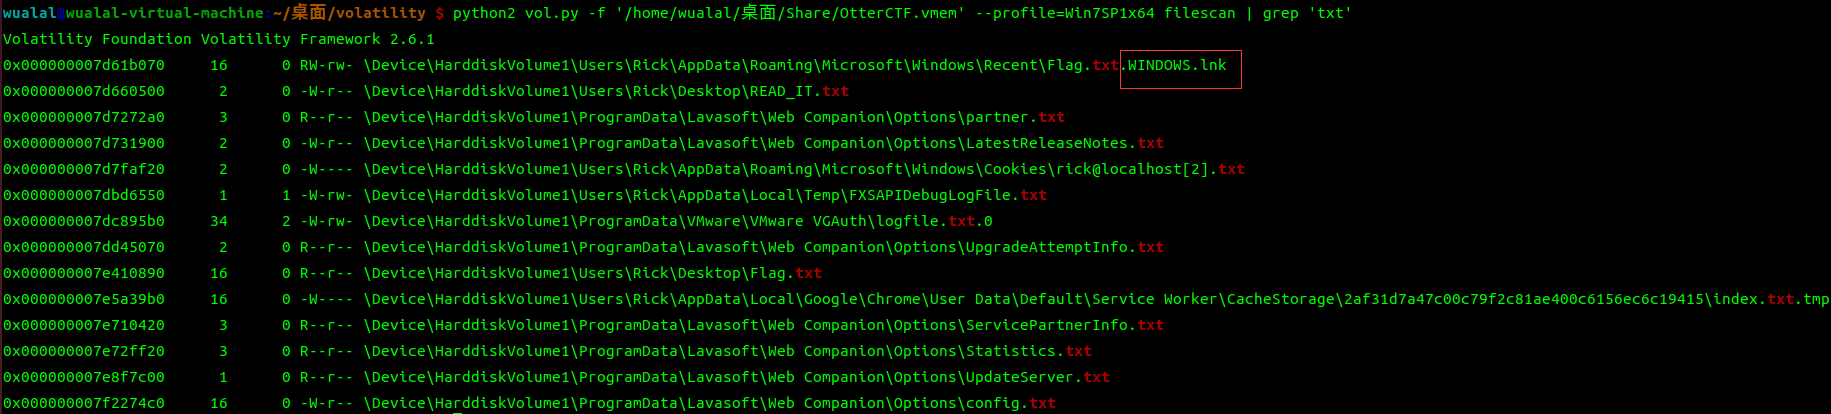 wualal@wualal-virtual-machine:~/桌面/volatility $ python2 vol.py -f '/home/wualal/桌面/Share/OtterCTF.vmem' --profile=Win7SP1x64 filescan | grep 'txt'
Volatility Foundation Volatility Framework 2.6.1
0x000000007d61b070     16      0 RW-rw- \Device\HarddiskVolume1\Users\Rick\AppData\Roaming\Microsoft\Windows\Recent\Flag.txt.WINDOWS.lnk
0x000000007d660500      2      0 -W-r-- \Device\HarddiskVolume1\Users\Rick\Desktop\READ_IT.txt
0x000000007d7272a0      3      0 R--r-- \Device\HarddiskVolume1\ProgramData\Lavasoft\Web Companion\Options\partner.txt
0x000000007d731900      2      0 -W-r-- \Device\HarddiskVolume1\ProgramData\Lavasoft\Web Companion\Options\LatestReleaseNotes.txt
0x000000007d7faf20      2      0 -W---- \Device\HarddiskVolume1\Users\Rick\AppData\Roaming\Microsoft\Windows\Cookies\rick@localhost[2].txt
0x000000007dbd6550      1      1 -W-rw- \Device\HarddiskVolume1\Users\Rick\AppData\Local\Temp\FXSAPIDebugLogFile.txt
0x000000007dc895b0     34      2 -W-rw- \Device\HarddiskVolume1\ProgramData\VMware\VMware VGAuth\logfile.txt.0
0x000000007dd45070      2      0 R--r-- \Device\HarddiskVolume1\ProgramData\Lavasoft\Web Companion\Options\UpgradeAttemptInfo.txt
0x000000007e410890     16      0 R--r-- \Device\HarddiskVolume1\Users\Rick\Desktop\Flag.txt
0x000000007e5a39b0     16      0 -W---- \Device\HarddiskVolume1\Users\Rick\AppData\Local\Google\Chrome\User Data\Default\Service Worker\CacheStorage\2af31d7a47c00c79f2c81ae400c6156ec6c19415\index.txt.tmp
0x000000007e710420      3      0 R--r-- \Device\HarddiskVolume1\ProgramData\Lavasoft\Web Companion\Options\ServicePartnerInfo.txt
0x000000007e72ff20      3      0 R--r-- \Device\HarddiskVolume1\ProgramData\Lavasoft\Web Companion\Options\Statistics.txt
0x000000007e8f7c00      1      0 R--r-- \Device\HarddiskVolume1\ProgramData\Lavasoft\Web Companion\Options\UpdateServer.txt
0x000000007f2274c0     16      0 -W-r-- \Device\HarddiskVolume1\ProgramData\Lavasoft\Web Companion\Options\config.txt